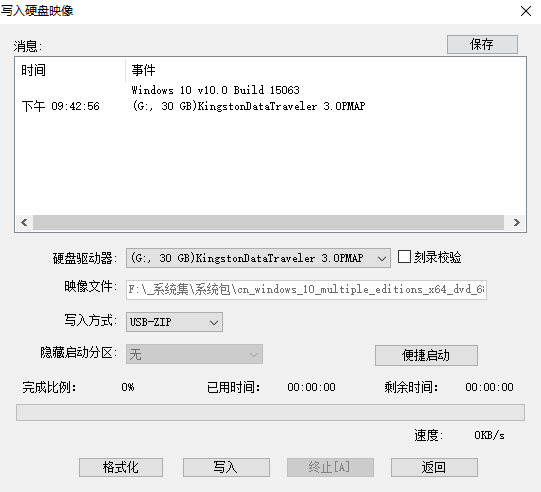 写入硬盘映像
消息:
保存
时间 事件
Windows 10 v10.0 Build 15063
下午 09:42:56 (G:, 30 GB)KingstonDataTraveler 3.0PMAP
硬盘驱动器: (G:, 30 GB)KingstonDataTraveler 3.0PMAP 刻录校验
映像文件: F:\_系统集\系统包\cn_windows_10_multiple_editions_x64_dvd_68
写入方式: USB-ZIP
隐藏启动分区: 无 便捷启动
完成比例: 0% 已用时间: 00:00:00 剩余时间: 00:00:00
速度: 0KB/s
格式化 写入 终止[A] 返回